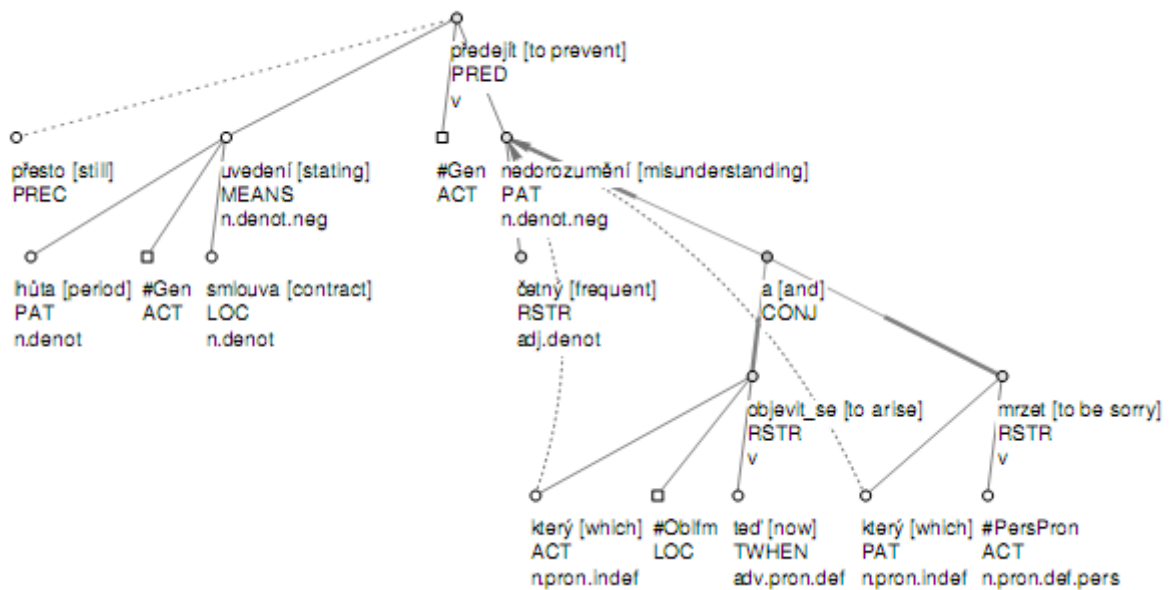 předejít [to prevent]
PRED
v
přesto [still]
PREC
uvedení [stating]
MEANS
n.denot.neg
#Gen
ACT
nedorozumění [misunderstanding]
PAT
n.denot.neg
lhůta [period]
PAT
n.denot
#Gen
ACT
smlouva [contract]
LOC
n.denot
četný [frequent]
RSTR
adj.denot
a [and]
CONJ
objevit_se [to arise]
RSTR
v
mrzet [to be sorry]
RSTR
v
který [which]
ACT
n.pron.indef
#Oblfm
LOC
teď [now]
TWHEN
adv.pron.def
který [which]
PAT
n.pron.indef
#PersPron
ACT
n.pron.def.pers